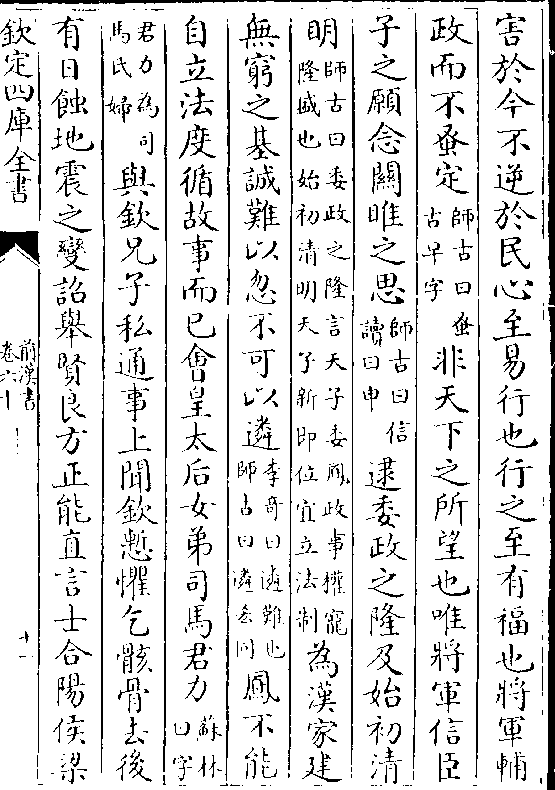 害於今不逆於民心至易行也行之至有福也將軍輔
政而不蚤定師古曰蚤古早字非天下之所望也唯將軍信臣
子之願念關雎之思師古曰信讀曰申逮委政之隆及始初清
明師古曰委政之隆言天子委鳳政事權寵隆盛也始初清明天子新即位宜立法制為漢家建
無窮之基誠難以忽不可以遴李奇曰遴難也師古曰遴吝同鳳不能
自立法度循故事而已會皇太后女弟司馬君力蘇林曰字
君力為司馬氏婦與欽兄子私通事上聞欽慙懼乞骸骨去後
有日蝕地震之變詔舉賢良方正能直言士合陽侯梁
欽定四庫全書
前漢書
卷六十
十一